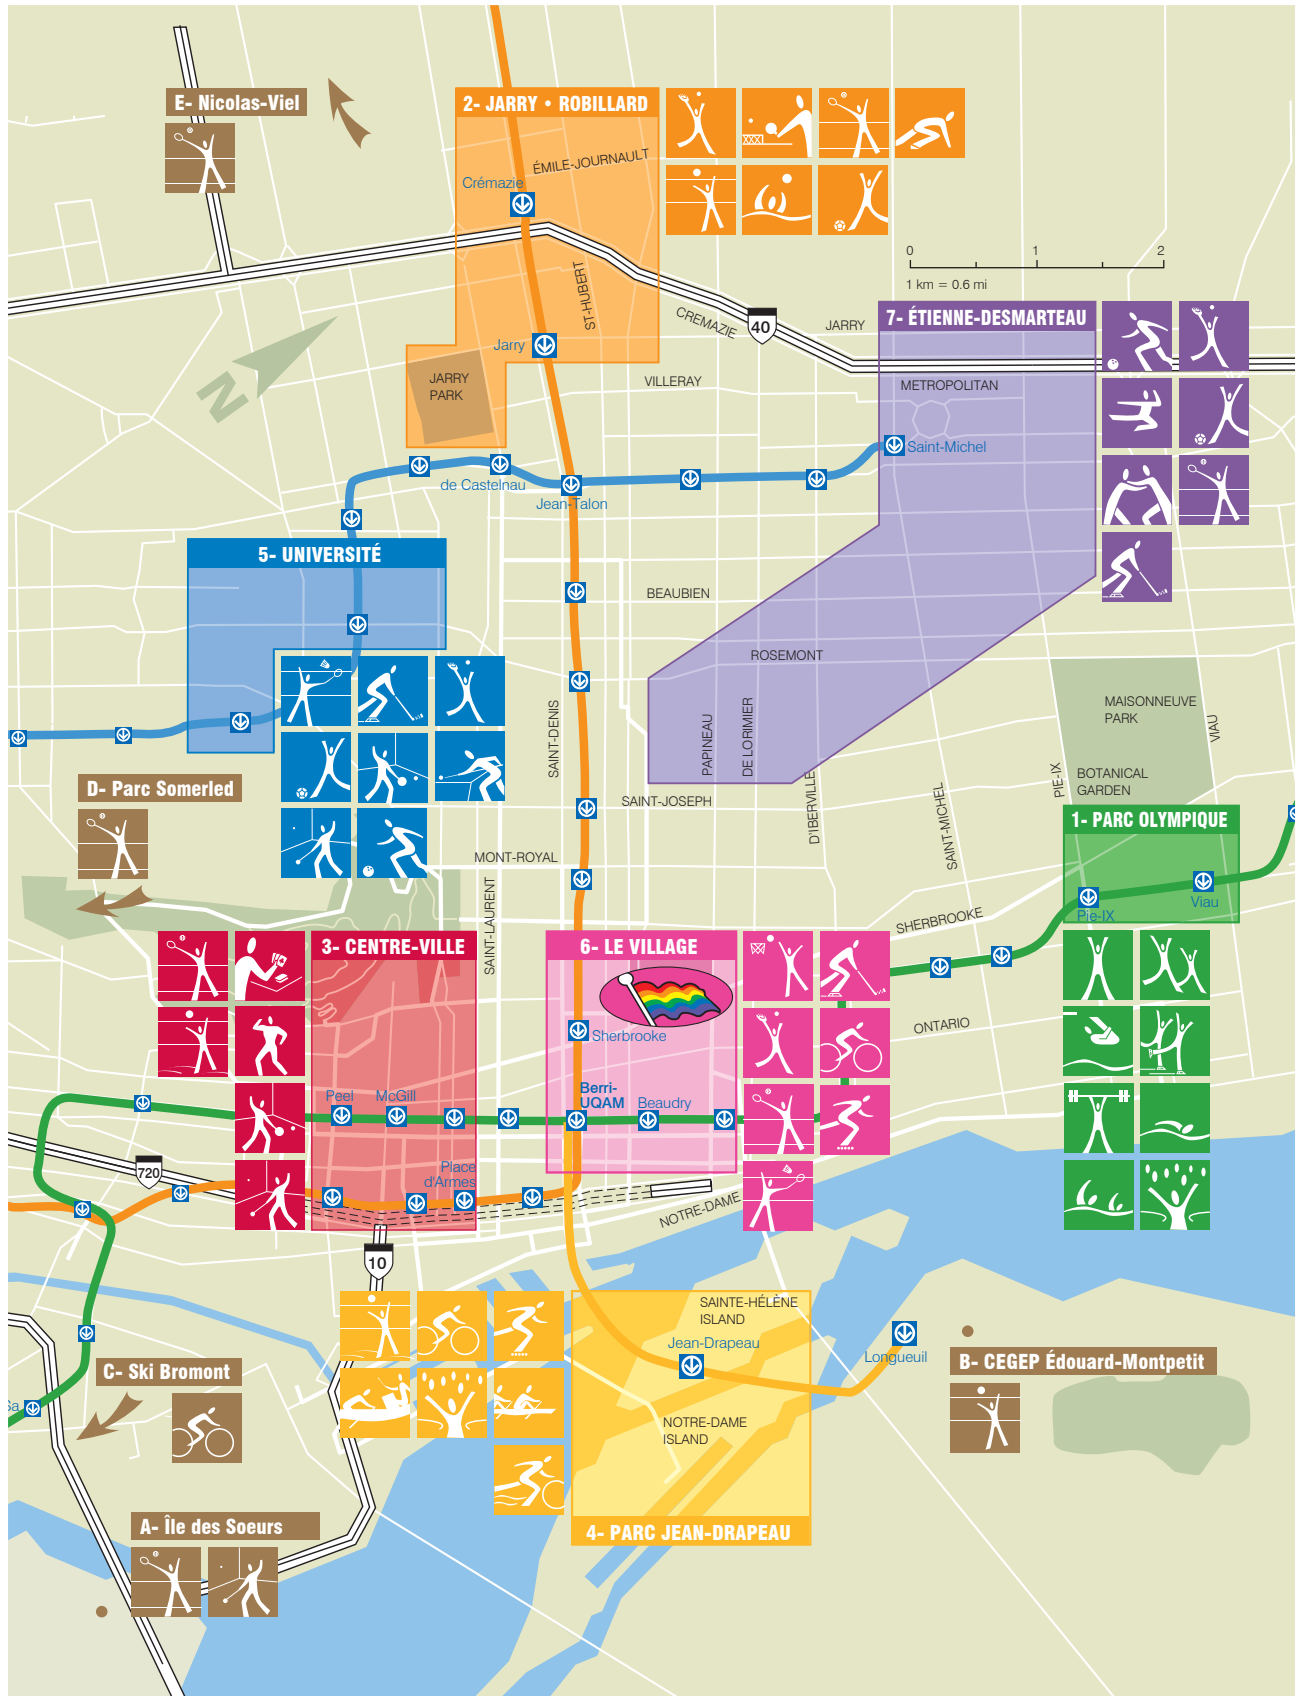 E- Nicolas-Viel
2- JARRY • ROBILLARD
ÉMILE-JOURNAULT
Crémazie
ST-HUBERT
0 1 2
1 km = 0.6 mi
CREMAZIE
40
JARRY
7- ÉTIENNE-DESMARTEAU
Jarry
JARRY
PARK
VILLERAY
METROPOLITAN
N
Saint-Michel
de Castelnau
Jean-Talon
5- UNIVERSITÉ
BEAUBIEN
ROSEMONT
MAISONNEUVE
PARK
VIAU
SAINT-DENIS
PAPINEAU
DE LORIMIER
D'IBERVILLE
SAINT-MICHEL
PIE-IX
BOTANICAL
GARDEN
D- Parc Somerled
SAINT-JOSEPH
1- PARC OLYMPIQUE
MONT-ROYAL
SAINT-LAURENT
Viau
Pie-IX
SHERBROOKE
3- CENTRE-VILLE
6- LE VILLAGE
Sherbrooke
ONTARIO
Peel
McGill
Berri-
UQAM
Beaudry
Place
d'Armes
720
NOTRE-DAME
10
SAINTE-HÉLÈNE
ISLAND
Jean-Drapeau
Longueuil
B- CEGEP Édouard-Montpetit
C- Ski Bromont
Sa
NOTRE-DAME
ISLAND
A- Île des Soeurs
4- PARC JEAN-DRAPEAU